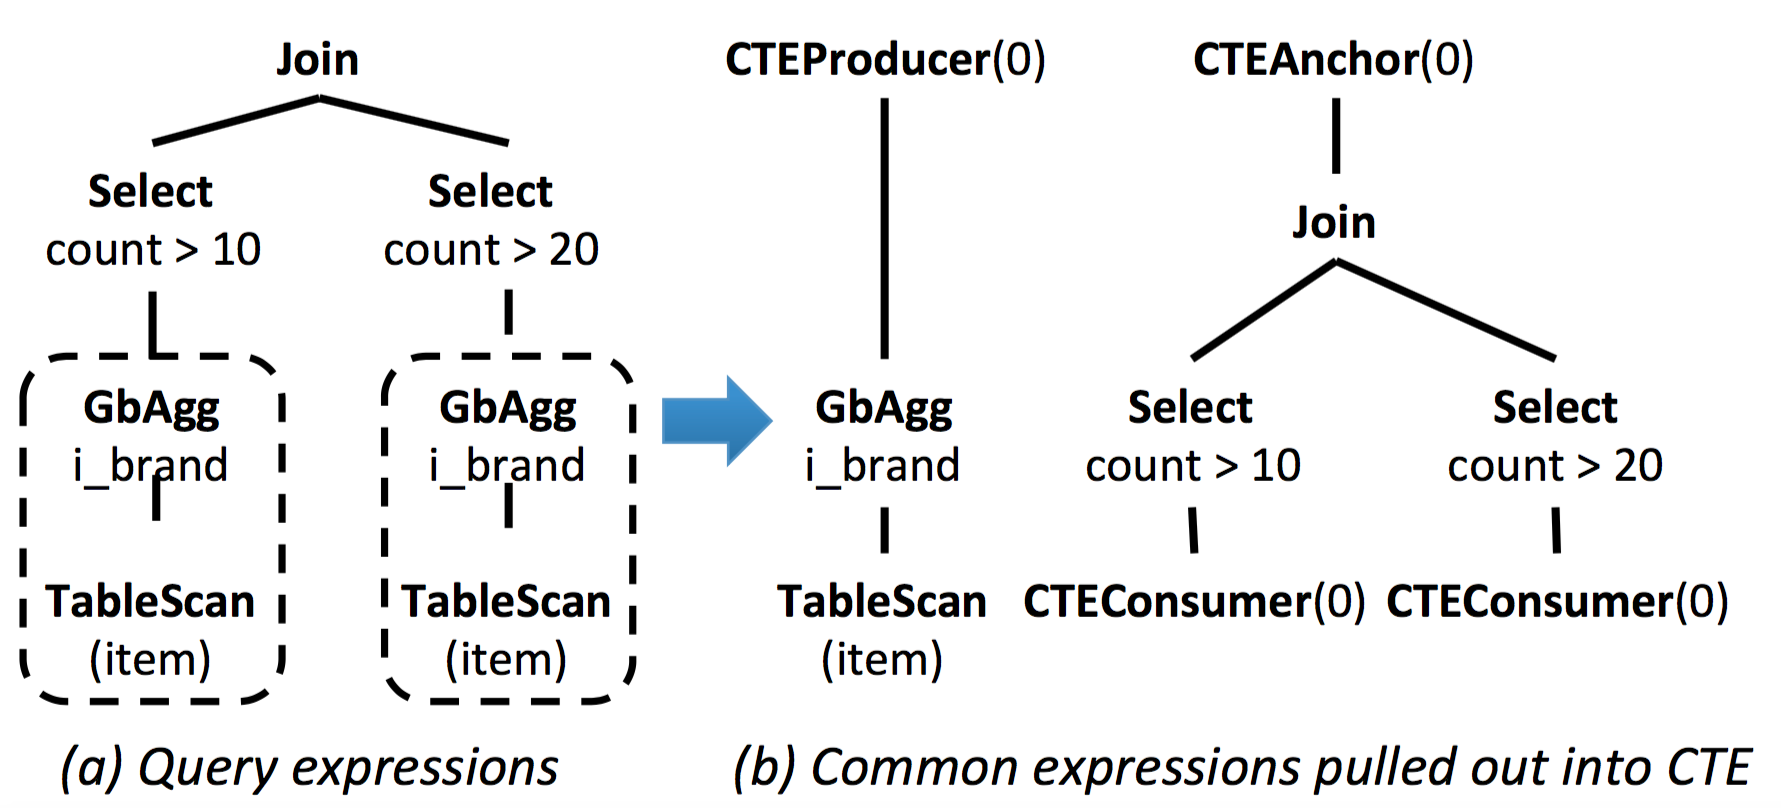 Join
Select
count > 10
Select
count > 20
GbAgg
i_brand
TableScan
(item)
GbAgg
i_brand
TableScan
(item)
(a) Query expressions
CTEProducer(0)
GbAgg
i_brand
TableScan
(item)
CTEAnchor(0)
Join
Select
count > 10
Select
count > 20
CTEConsumer(0)
CTEConsumer(0)
(b) Common expressions pulled out into CTE